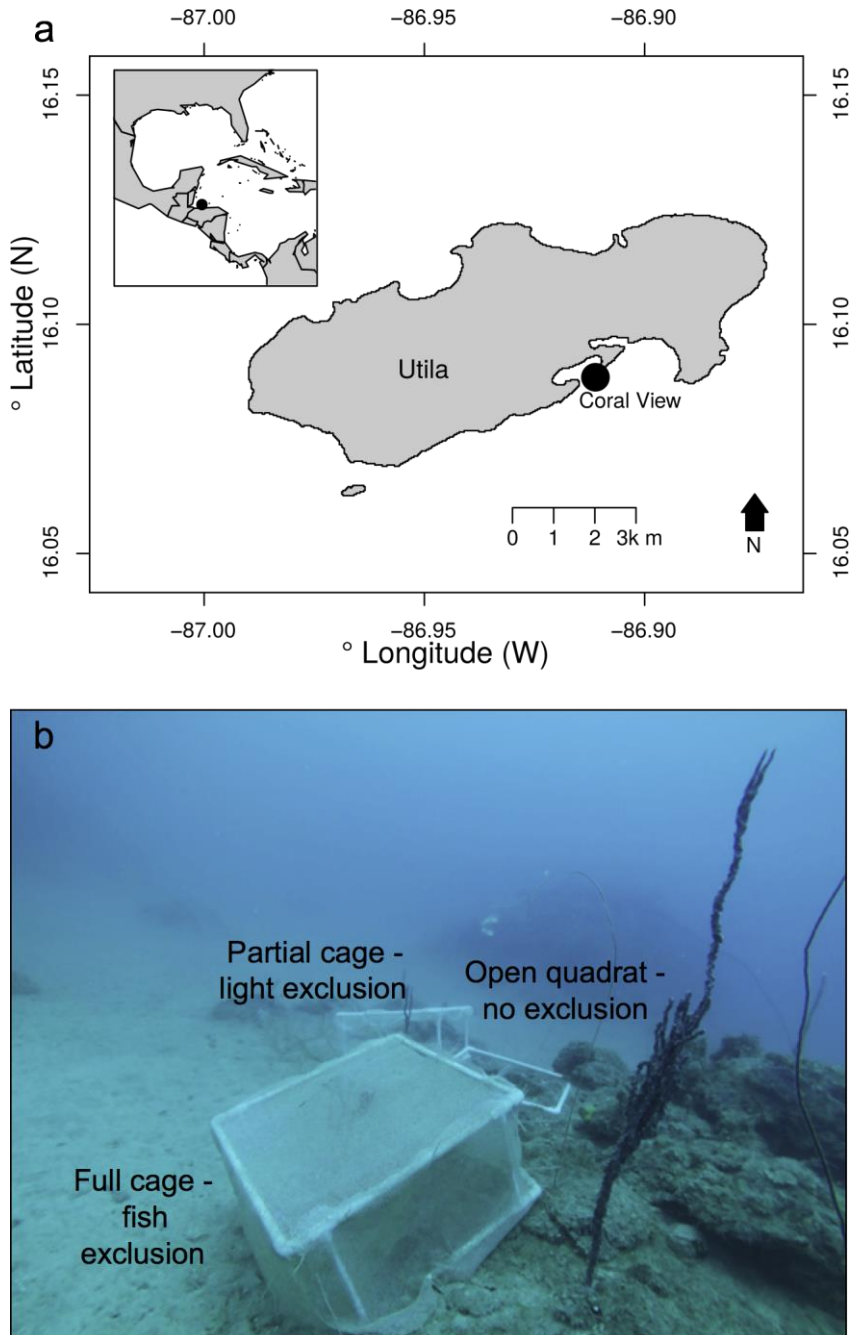 a
−87.00 −86.95 −86.90
16.15 16.15
° Latitude (N)
16.10 16.10
Utila
Coral View
0 1 2 3k m
N
16.05 16.05
−87.00 −86.95 −86.90
° Longitude (W)
b
Partial cage -
light exclusion
Open quadrat -
no exclusion
Full cage -
fish
exclusion